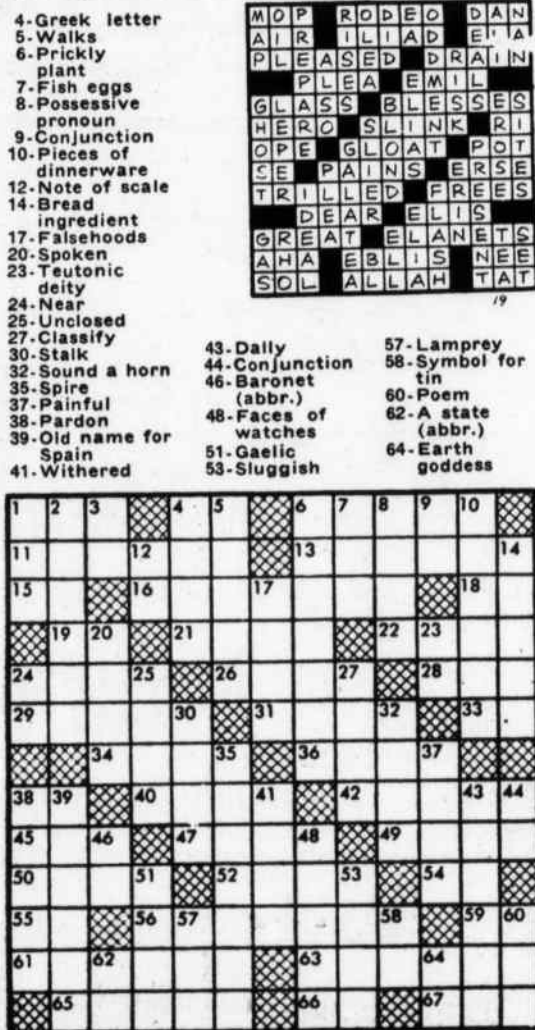 4-Greek letter
5-Walks
6-Prickly
plant
7-Fish eggs
8-Possessive
pronoun
9-Conjunction
10-Pieces of
dinnerware
12-Note of scale
14-Bread
ingredient
17-Falsehoods
20-Spoken
23-Teutonic
deity
24-Near
25-Unclosed
27-Classify
30-Stalk
32-Sound a horn
35-Spire
37-Painful
38-Pardon
39-Old name for
Spain
41-Withered
MOP RODEO DAN
AIR ILIAD
PLEASED DRAIN
PLEA EMIL
GLASS BLESSES
HERO SLINK RI
OPE GLOAT POT
SE PAINS ERSE
TRILLED FREES
DEAR ELIS
GREAT ELANETS
AHA EBLIS NEE
SOL ALLAH TAT
19
43-Dally
44-Conjunction
46-Baronet
(abbr.)
48-Faces of
watches
51-Gaelic
53-Sluggish
57-Lamprey
58-Symbol for
tin
60-Poem
62-A state
(abbr.)
64-Earth
goddess
1 2 3 4 5 6 7 8 9 10
11 12 13 14
15 16 17 18
19 20 21 22 23
24 25 26 27 28
29 30 31 32 33
34 35 36 37
38 39 40 41 42 43 44
45 46 47 48 49
50 51 52 53 54
55 56 57 58 59 60
61 62 63 64
65 66 67